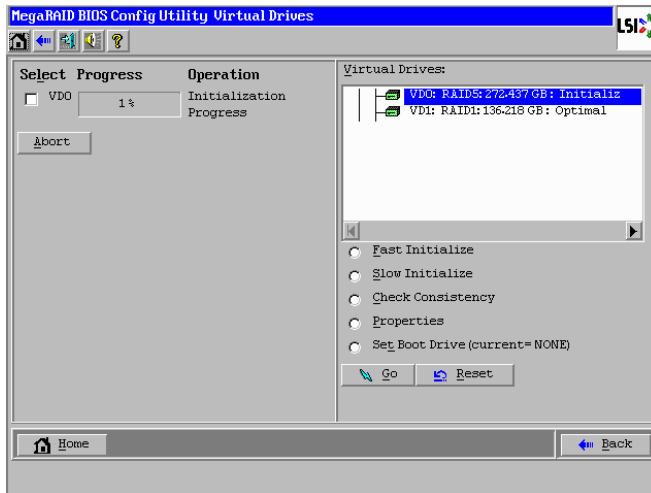 MegaRAID BIOS Config Utility Virtual Drives
LSI
Select Progress Operation
VD0 1% Initialization
Progress
Abort
Virtual Drives:
VD0: RAID5: 272.437 GB: Initializ
VD1: RAID1: 136.218 GB: Optimal
Fast Initialize
Slow Initialize
Check Consistency
Properties
Set Boot Drive (current= NONE)
Go Reset
Home Back